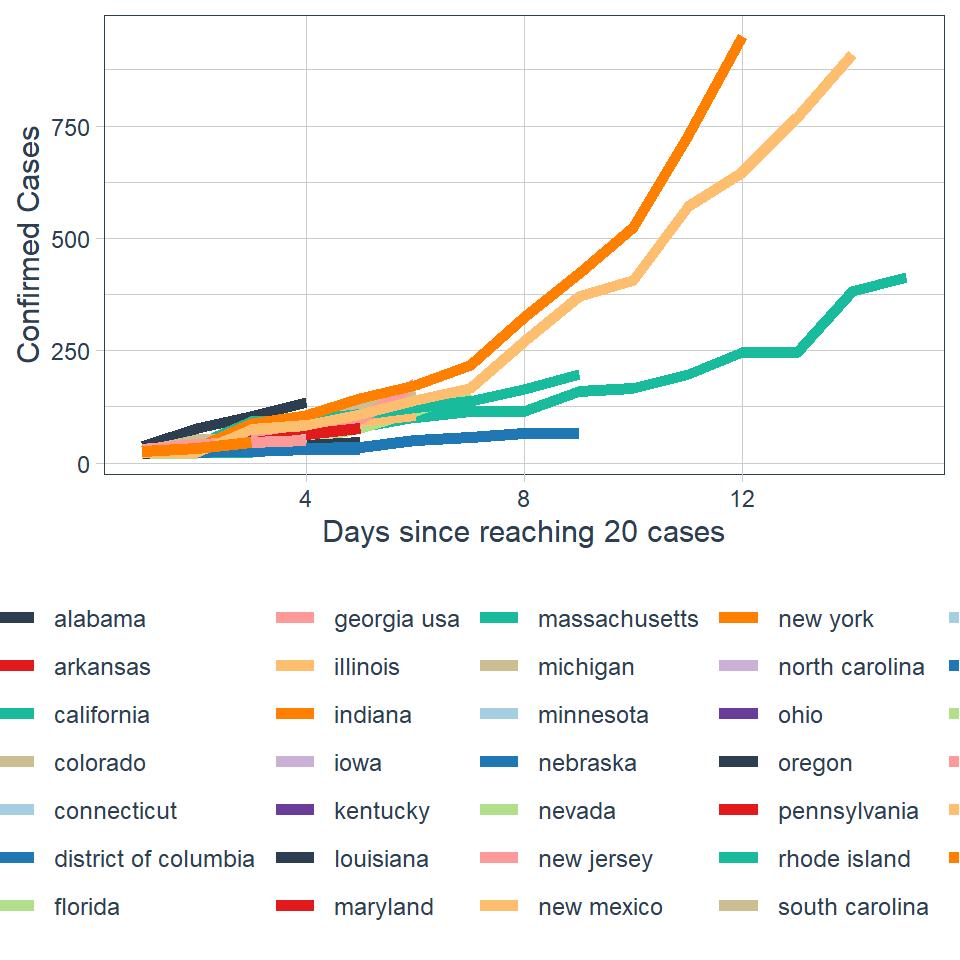 750
500
250
0
Confirmed Cases
4 8 12
Days since reaching 20 cases
alabama georgia usa massachusetts new york
arkansas illinois michigan north carolina
california indiana minnesota ohio
colorado iowa nebraska oregon
connecticut kentucky nevada pennsylvania
district of columbia louisiana new jersey rhode island
florida maryland new mexico south carolina